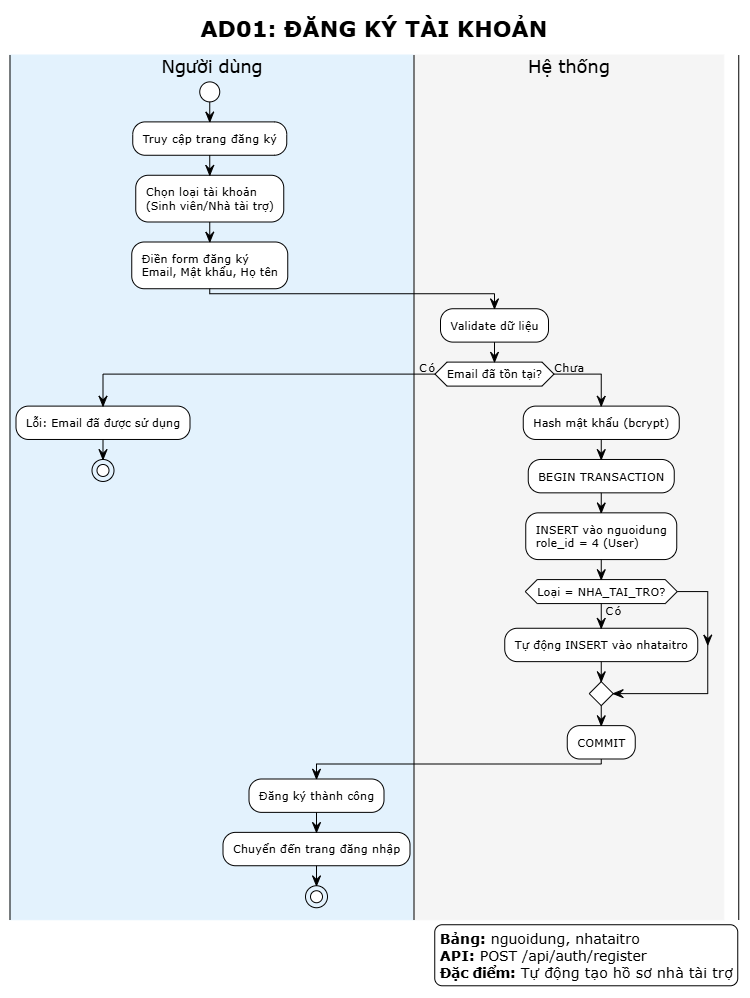 AD01: ĐĂNG KÝ TÀI KHOẢN
Người dùng
Hệ thống
Truy cập trang đăng ký
Chọn loại tài khoản
(Sinh viên/Nhà tài trợ)
Điền form đăng ký
Email, Mật khẩu, Họ tên
Validate dữ liệu
Có
Email đã tồn tại?
Chưa
Lỗi: Email đã được sử dụng
Hash mật khẩu (bcrypt)
BEGIN TRANSACTION
INSERT vào nguoidung
role_id = 4 (User)
Loại = NHA_TAI_TRO?
Có
Tự động INSERT vào nhataitro
COMMIT
Đăng ký thành công
Chuyển đến trang đăng nhập
Bảng: nguoidung, nhataitro
API: POST /api/auth/register
Đặc điểm: Tự động tạo hồ sơ nhà tài trợ